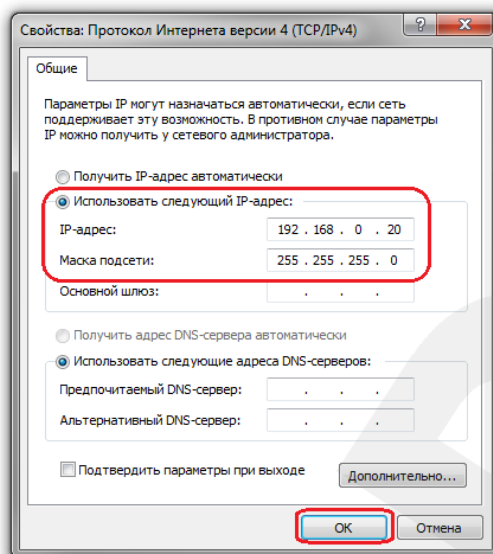 Свойства: Протокол Интернета версии 4 (TCP/IPv4)
Общие
Параметры IP могут назначаться автоматически, если сеть
поддерживает эту возможность. В противном случае параметры
IP можно получить у сетевого администратора.
Получить IP-адрес автоматически
Использовать следующий IP-адрес:
IP-адрес: 192 . 168 . 0 . 20
Маска подсети: 255 . 255 . 255 . 0
Основной шлюз: . . .
Получить адрес DNS-сервера автоматически
Использовать следующие адреса DNS-серверов:
Предпочитаемый DNS-сервер: . . .
Альтернативный DNS-сервер: . . .
Подтвердить параметры при выходе
Дополнительно...
ОК Отмена